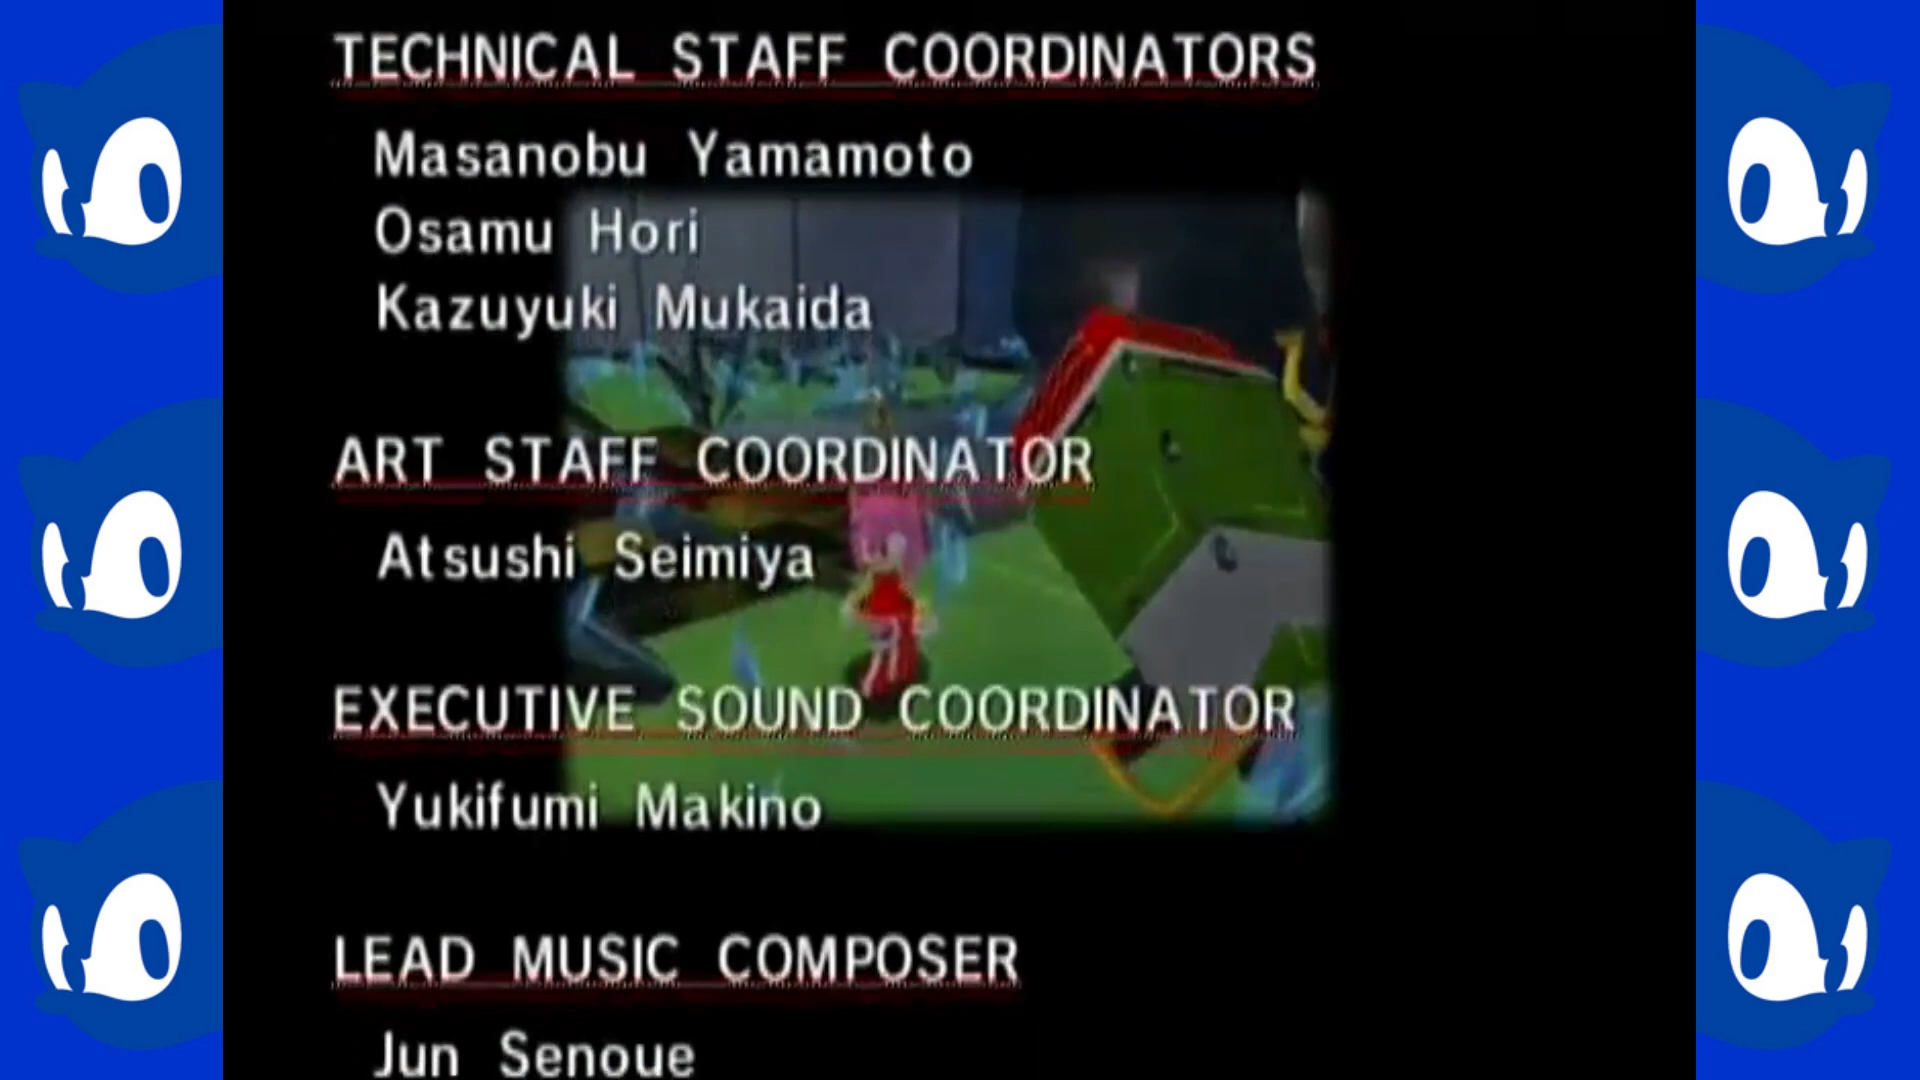 TECHNICAL STAFF COORDINATORS
Masanobu Yamamoto
Osamu Hori
Kazuyuki Mukaida
ART STAFF COORDINATOR
Atsushi Seimiya
EXECUTIVE SOUND COORDINATOR
Yukifumi Makino
LEAD MUSIC COMPOSER
Jun Senoue